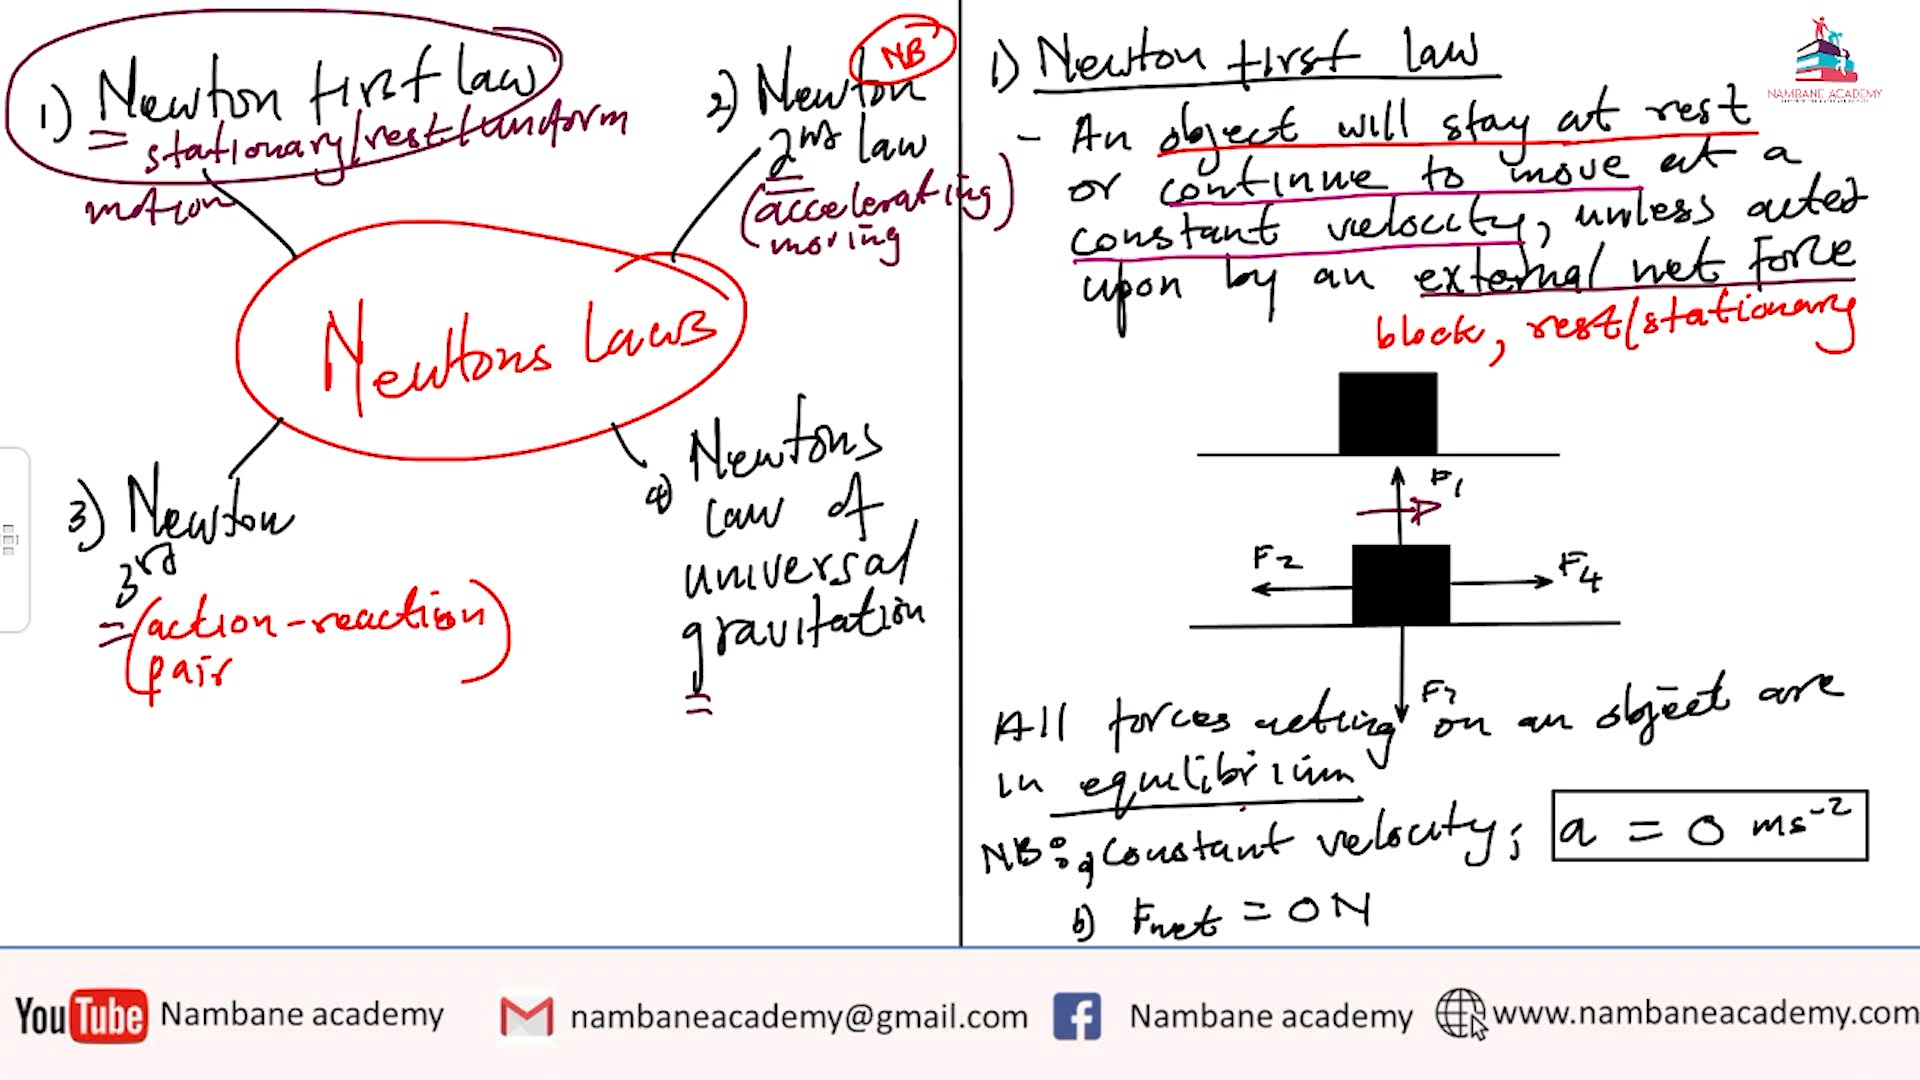 1) Newton first law
= stationary/rest/uniform
motion
NB
2) Newton
2nd law
(accelerating)
moving
Newtons Laws
3) Newton
3rd
= (action-reaction
pair)
4) Newtons
law of
universal
gravitation
=
1) Newton first law
- An object will stay at rest
or continue to move at a
constant velocity, unless acted
upon by an external net force
block, rest/stationary
F1
F2
F4
F3
All forces acting on an object are
in equilibrium
NB: a) constant velocity; a = 0 ms⁻²
b) Fnet = 0 N
NAMBANE ACADEMY
YouTube Nambane academy
nambaneacademy@gmail.com
Nambane academy
www.nambaneacademy.com